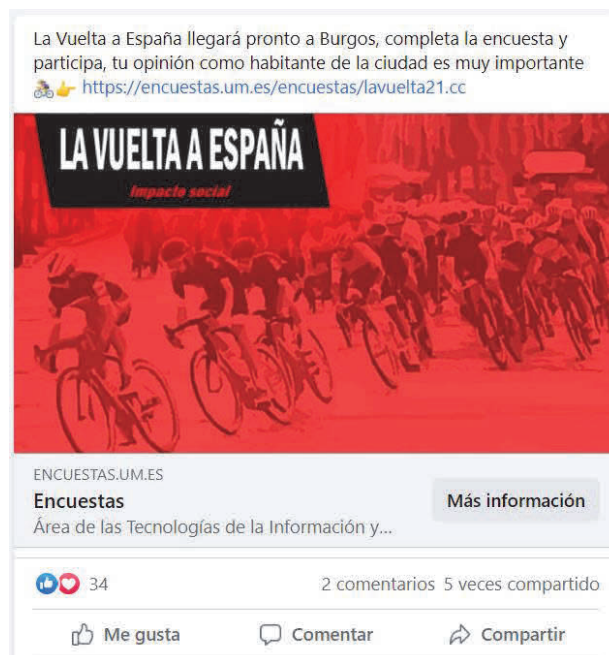 La Vuelta a España llegará pronto a Burgos, completa la encuesta y
participa, tu opinión como habitante de la ciudad es muy importante
🚴👉 https://encuestas.um.es/encuestas/lavuelta21.cc
LA VUELTA A ESPAÑA
Impacto social
ENCUESTAS.UM.ES
Encuestas
Área de las Tecnologías de la Información y...
Más información
34
2 comentarios 5 veces compartido
Me gusta
Comentar
Compartir